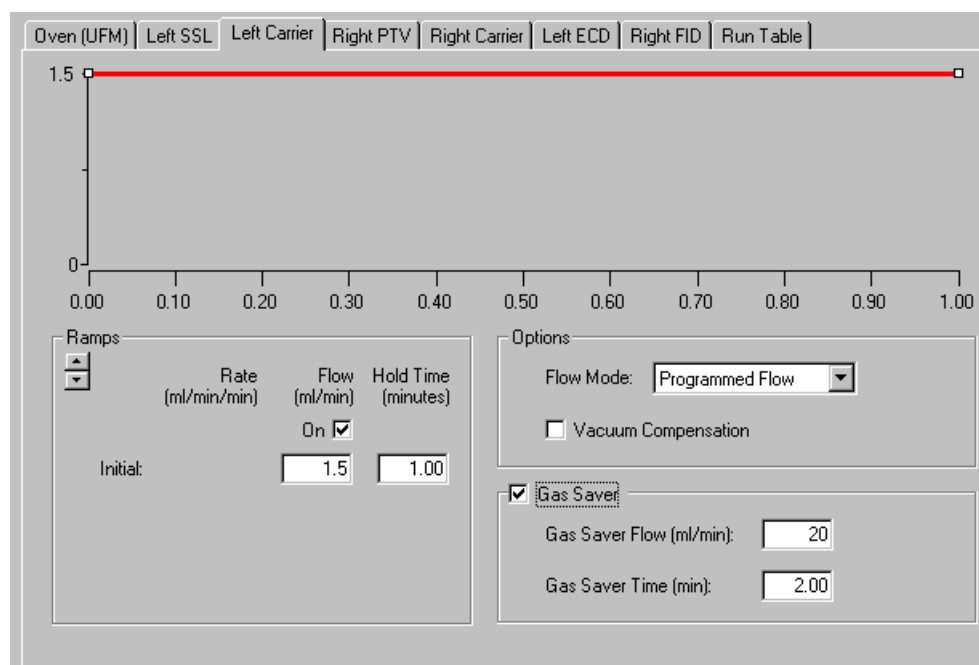 Oven (UFM) Left SSL Left Carrier Right PTV Right Carrier Left ECD Right FID Run Table
1.5
0
0.00 0.10 0.20 0.30 0.40 0.50 0.60 0.70 0.80 0.90 1.00
Ramps
Rate Flow Hold Time
(ml/min/min) (ml/min) (minutes)
On
Initial: 1.5 1.00
Options
Flow Mode: Programmed Flow
Vacuum Compensation
Gas Saver
Gas Saver Flow (ml/min): 20
Gas Saver Time (min): 2.00